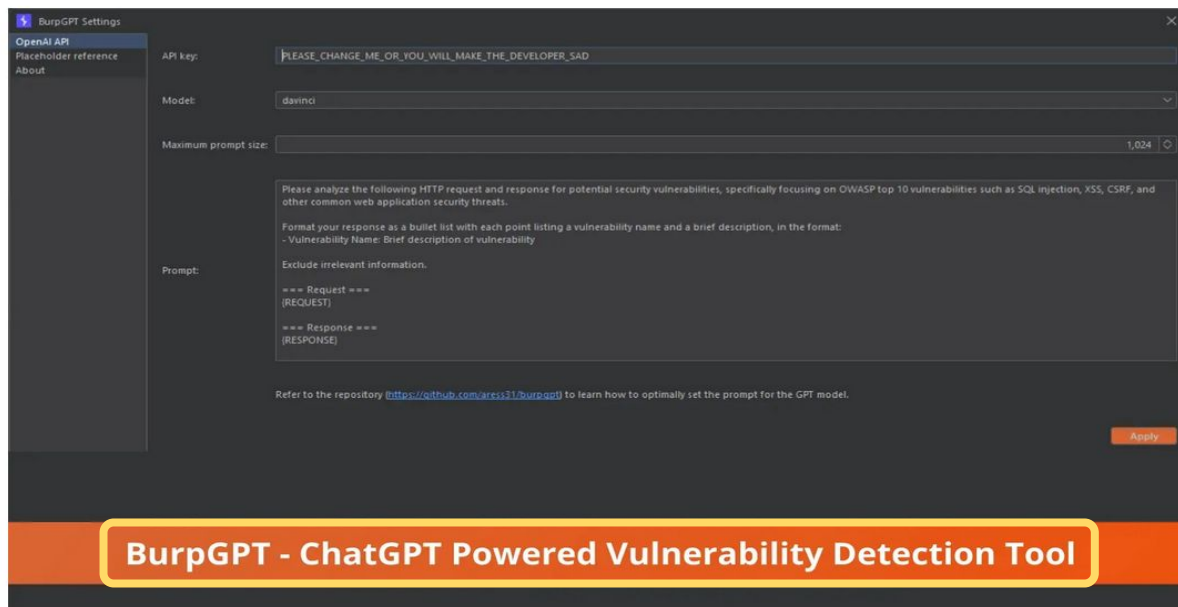 BurpGPT Settings
OpenAI API
Placeholder reference
About
API key:
PLEASE_CHANGE_ME_OR_YOU_WILL_MAKE_THE_DEVELOPER_SAD
Model:
davinci
Maximum prompt size:
1,024
Prompt:
Please analyze the following HTTP request and response for potential security vulnerabilities, specifically focusing on OWASP top 10 vulnerabilities such as SQL injection, XSS, CSRF, and
other common web application security threats.
Format your response as a bullet list with each point listing a vulnerability name and a brief description, in the format:
- Vulnerability Name: Brief description of vulnerability
Exclude irrelevant information.
=== Request ===
{REQUEST}
=== Response ===
{RESPONSE}
Refer to the repository (https://github.com/aress31/burpgpt) to learn how to optimally set the prompt for the GPT model.
Apply
BurpGPT - ChatGPT Powered Vulnerability Detection Tool